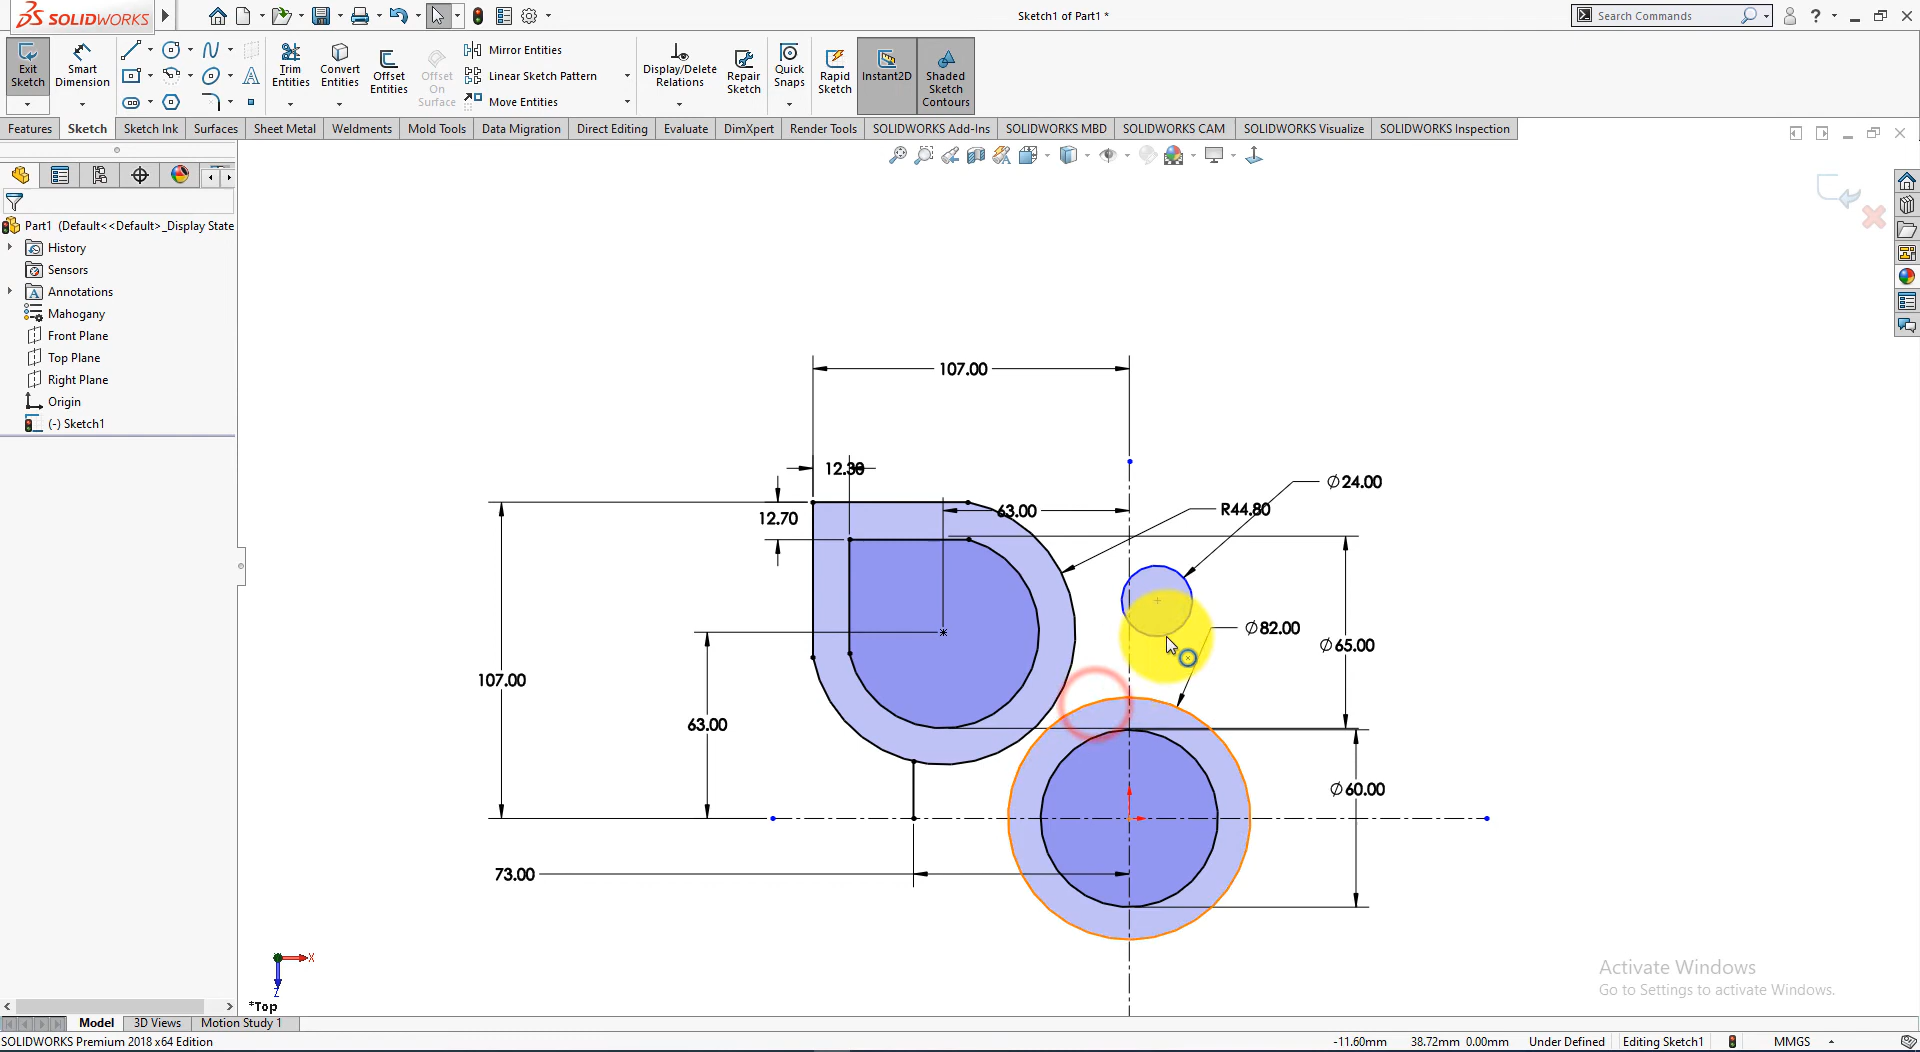 SOLIDWORKS
Sketch1 of Part1 *
Search Commands
Exit Sketch
Smart Dimension
Trim Entities
Convert Entities
Offset Entities
Offset On Surface
Mirror Entities
Linear Sketch Pattern
Move Entities
Display/Delete Relations
Repair Sketch
Quick Snaps
Rapid Sketch
Instant2D
Shaded Sketch Contours
Features Sketch Sketch Ink Surfaces Sheet Metal Weldments Mold Tools Data Migration Direct Editing Evaluate DimXpert Render Tools SOLIDWORKS Add-Ins SOLIDWORKS MBD SOLIDWORKS CAM SOLIDWORKS Visualize SOLIDWORKS Inspection
Part1 (Default<<Default>_Display State
History
Sensors
Annotations
Mahogany
Front Plane
Top Plane
Right Plane
Origin
(-) Sketch1
107.00
12.30
∅24.00
63.00
R44.80
12.70
∅82.00
∅65.00
107.00
63.00
∅60.00
73.00
X
Z
*Top
Activate Windows
Go to Settings to activate Windows.
Model 3D Views Motion Study 1
SOLIDWORKS Premium 2018 x64 Edition
-11.60mm 38.72mm 0.00mm Under Defined Editing Sketch1 MMGS